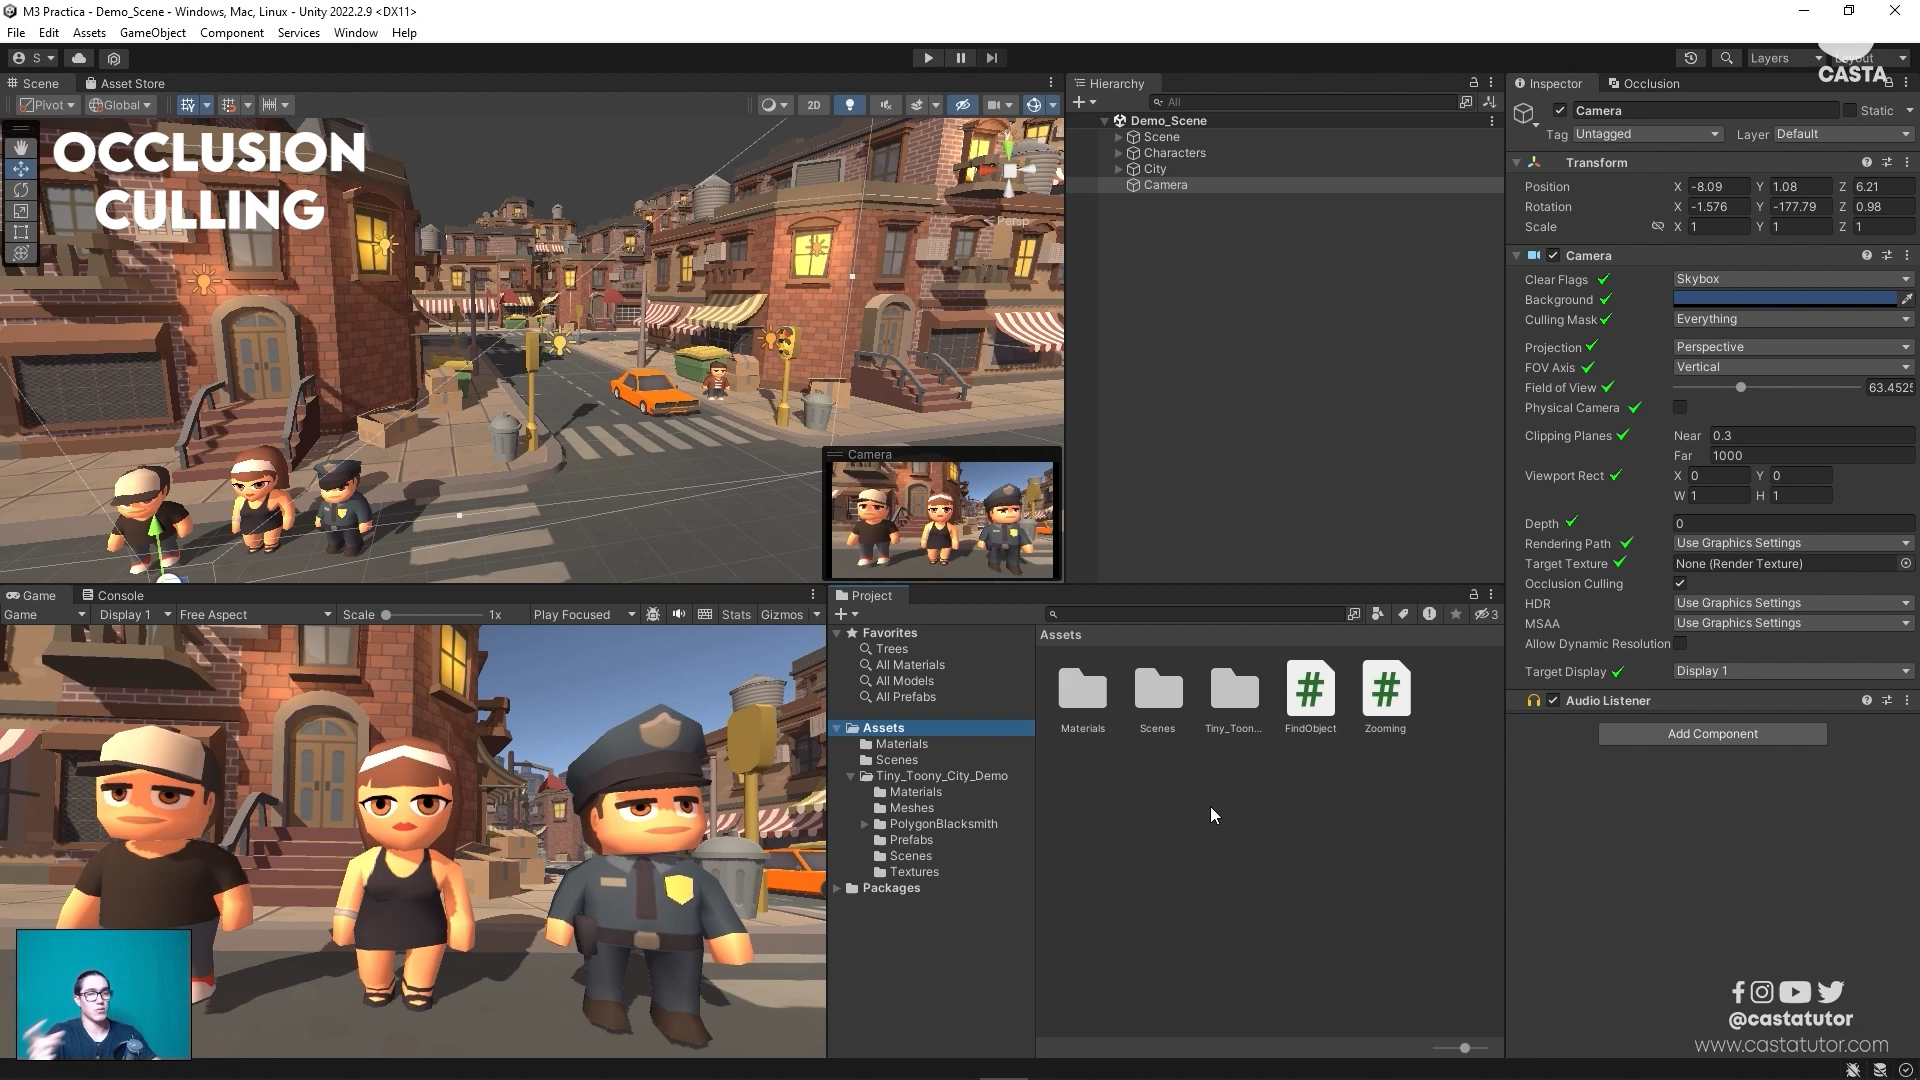 M3 Practica - Demo_Scene - Windows, Mac, Linux - Unity 2022.2.9 <DX11>
File Edit Assets GameObject Component Services Window Help
S
Layers
CASTA
Scene Asset Store
Pivot Global 2D
OCCLUSION
CULLING
Persp
Camera
Hierarchy
All
Demo_Scene
Scene
Characters
City
Camera
Inspector Occlusion
Camera Static
Tag Untagged Layer Default
Transform
Position X -8.09 Y 1.08 Z 6.21
Rotation X -1.576 Y -177.79 Z 0.98
Scale X 1 Y 1 Z 1
Camera
Clear Flags Skybox
Background
Culling Mask Everything
Projection Perspective
FOV Axis Vertical
Field of View 63.4525
Physical Camera
Clipping Planes Near 0.3
Far 1000
Viewport Rect X 0 Y 0
W 1 H 1
Depth 0
Rendering Path Use Graphics Settings
Target Texture None (Render Texture)
Occlusion Culling
HDR Use Graphics Settings
MSAA Use Graphics Settings
Allow Dynamic Resolution
Target Display Display 1
Audio Listener
Add Component
Game Console
Game Display 1 Free Aspect Scale 1x Play Focused Stats Gizmos
Project
3
Favorites
Trees
All Materials
All Models
All Prefabs
Assets
Materials
Scenes
Tiny_Toony_City_Demo
Materials
Meshes
PolygonBlacksmith
Prefabs
Scenes
Textures
Packages
Assets
Materials Scenes Tiny_Toon... FindObject Zooming
@castatutor
www.castatutor.com